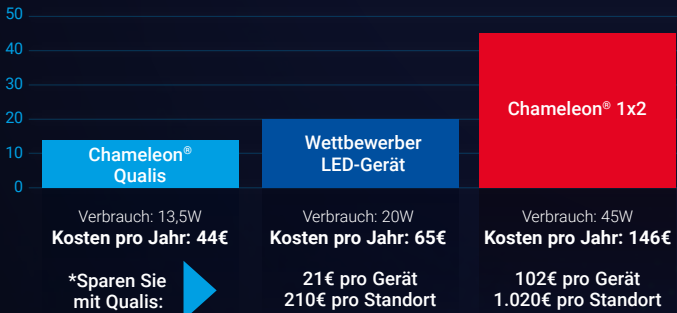 50
40
30
20
10
0
Chameleon®
Qualis
Wettbewerber
LED-Gerät
Chameleon® 1x2
Verbrauch: 13,5W
Kosten pro Jahr: 44€
Verbrauch: 20W
Kosten pro Jahr: 65€
Verbrauch: 45W
Kosten pro Jahr: 146€
*Sparen Sie
mit Qualis:
21€ pro Gerät
210€ pro Standort
102€ pro Gerät
1.020€ pro Standort